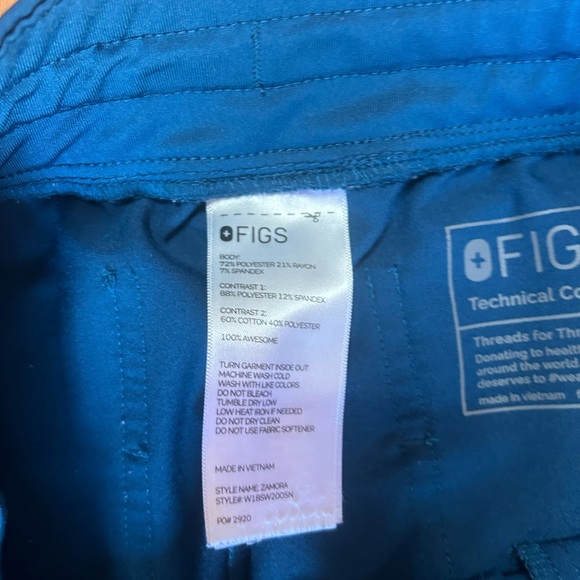 FIGS
BODY:
72% POLYESTER 21% RAYON
7% SPANDEX
CONTRAST 1:
88% POLYESTER 12% SPANDEX
CONTRAST 2:
60% COTTON 40% POLYESTER
100% AWESOME
TURN GARMENT INSIDE OUT
MACHINE WASH COLD
WASH WITH LIKE COLORS
DO NOT BLEACH
TUMBLE DRY LOW
LOW HEAT IRON IF NEEDED
DO NOT DRY CLEAN
DO NOT USE FABRIC SOFTENER
MADE IN VIETNAM
STYLE NAME: ZAMORA
STYLE# W18SW2005N
PO# 2920
FIG
Technical Co
Threads for Thr
Donating to healt
around the world
deserves to #wea
made in vietnam